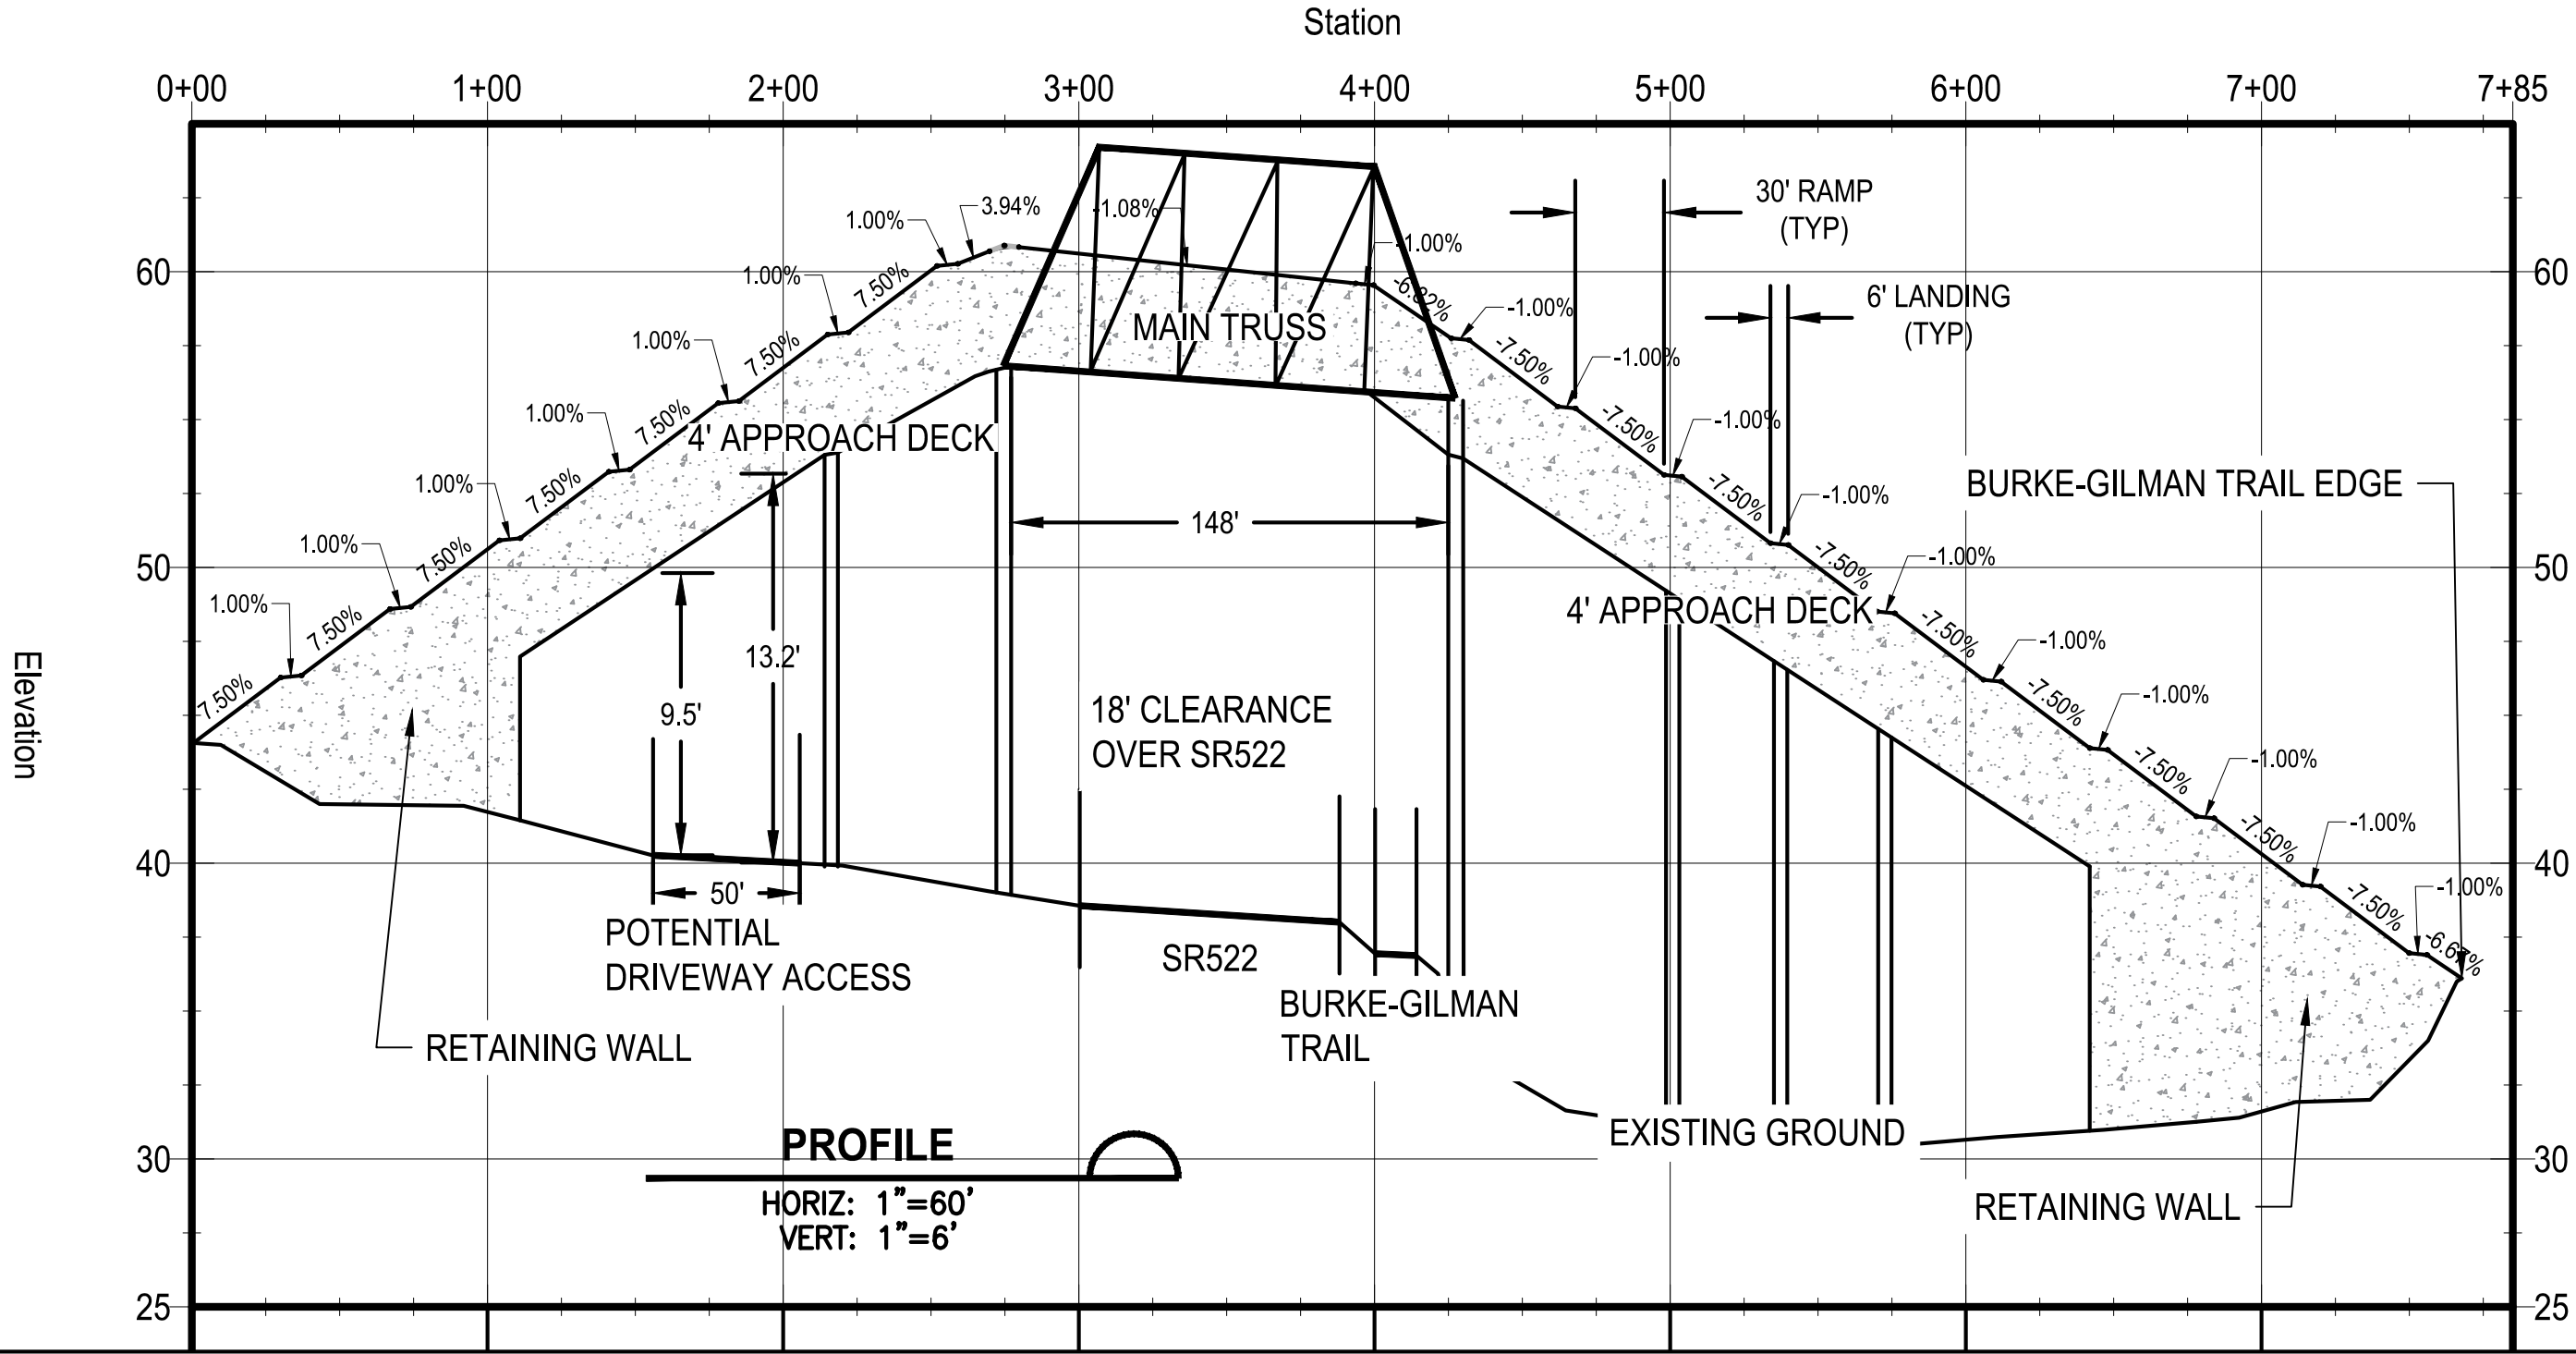 Station
0+00 1+00 2+00 3+00 4+00 5+00 6+00 7+00 7+85
30' RAMP
(TYP)
3.94%
1.00%
-1.08%
-1.00%
60
60
1.00%
7.50%
-6.82%
-1.00%
6' LANDING
(TYP)
MAIN TRUSS
1.00%
7.50%
-7.50%
-1.00%
1.00%
7.50%
4' APPROACH DECK
-7.50%
-1.00%
1.00%
7.50%
-7.50%
-1.00%
BURKE-GILMAN TRAIL EDGE
148'
1.00%
7.50%
-7.50%
-1.00%
50
50
1.00%
7.50%
4' APPROACH DECK
-7.50%
-1.00%
7.50%
13.2'
9.5'
18' CLEARANCE
OVER SR522
-7.50%
-1.00%
Elevation
-7.50%
-1.00%
-7.50%
-1.00%
40
40
50'
-7.50%
-1.00%
POTENTIAL
DRIVEWAY ACCESS
SR522
-6.67%
BURKE-GILMAN
TRAIL
RETAINING WALL
EXISTING GROUND
30
30
PROFILE
HORIZ: 1"=60'
VERT: 1"=6'
RETAINING WALL
25
25